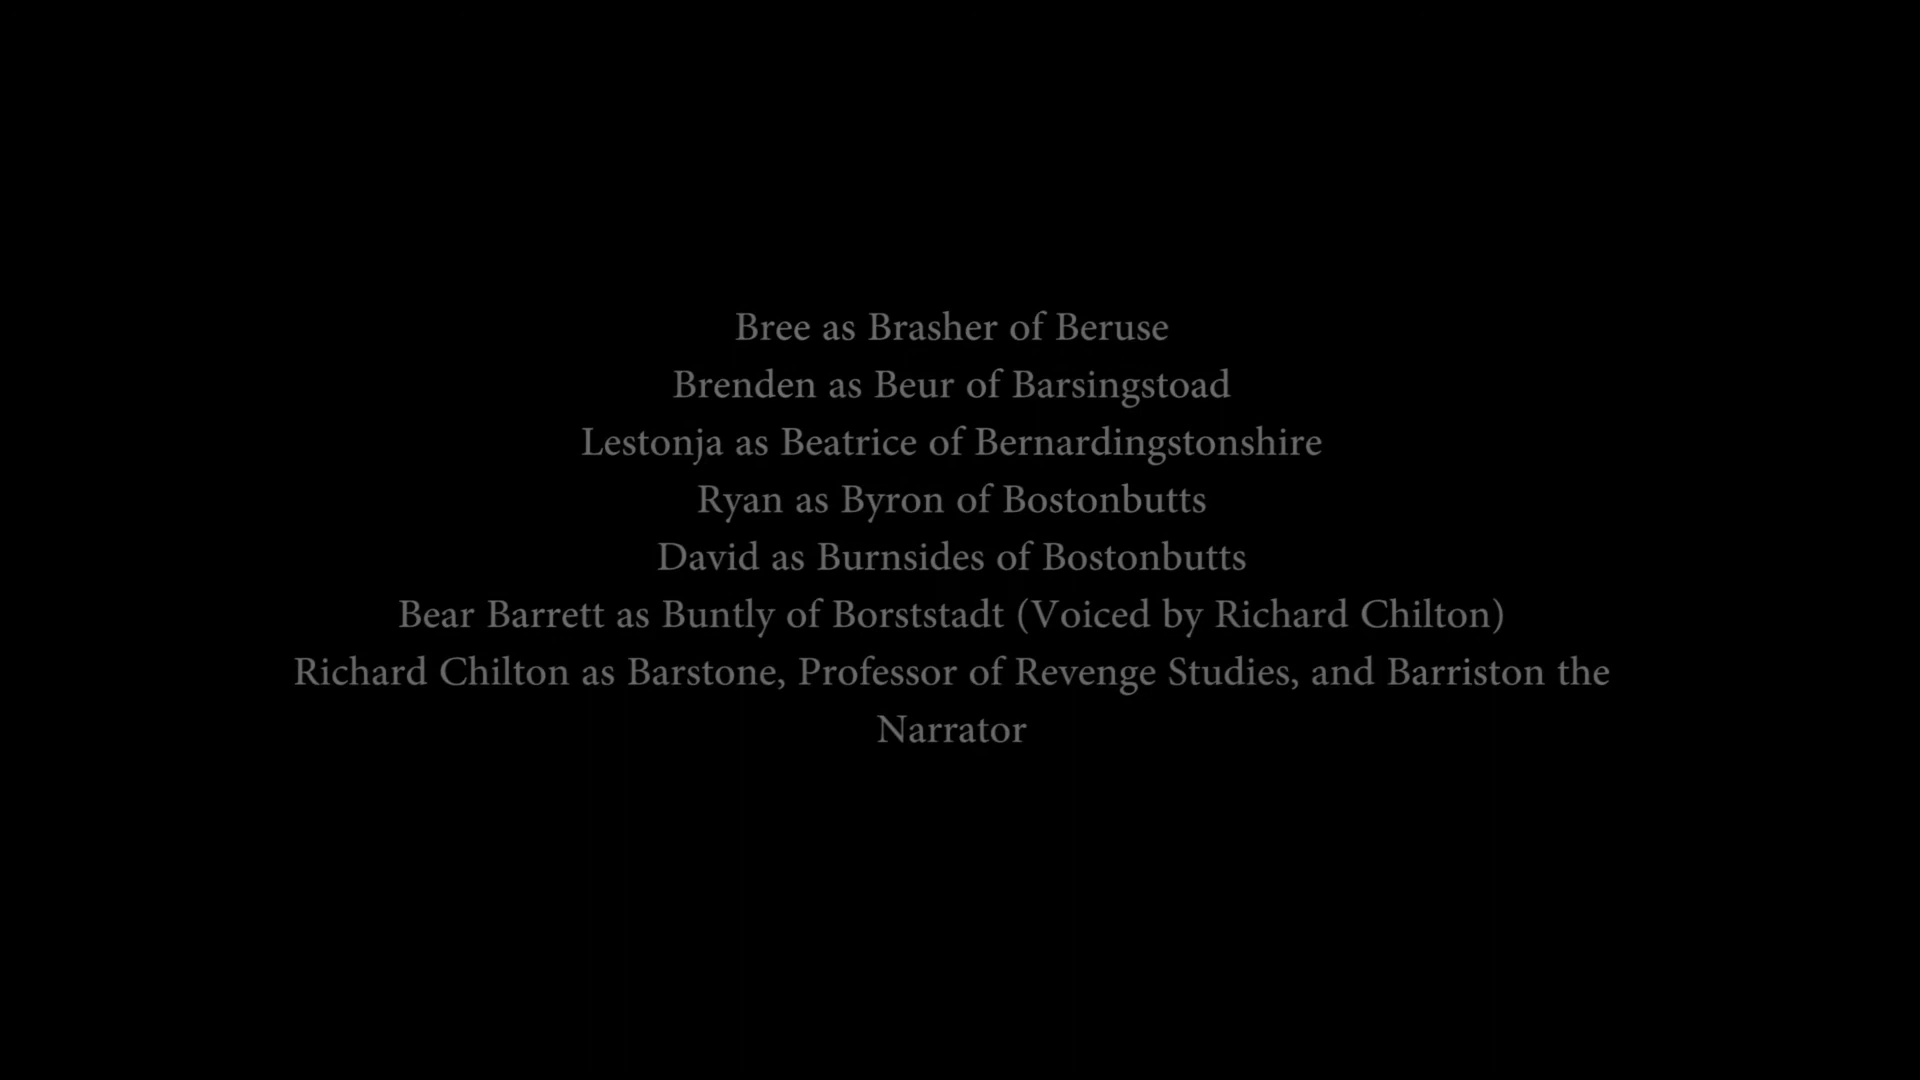 Bree as Brasher of Beruse
Brenden as Beur of Barsingstoad
Lestonja as Beatrice of Bernardingstonshire
Ryan as Byron of Bostonbutts
David as Burnsides of Bostonbutts
Bear Barrett as Buntly of Borststadt (Voiced by Richard Chilton)
Richard Chilton as Barstone, Professor of Revenge Studies, and Barriston the
Narrator